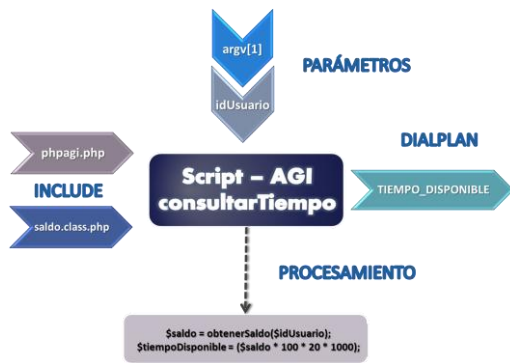 argv[1]
PARÁMETROS
idUsuario
phpagi.php
DIALPLAN
Script – AGI
consultarTiempo
INCLUDE
TIEMPO_DISPONIBLE
saldo.class.php
PROCESAMIENTO
$saldo = obtenerSaldo($idUsuario);
$tiempoDisponible = ($saldo * 100 * 20 * 1000);